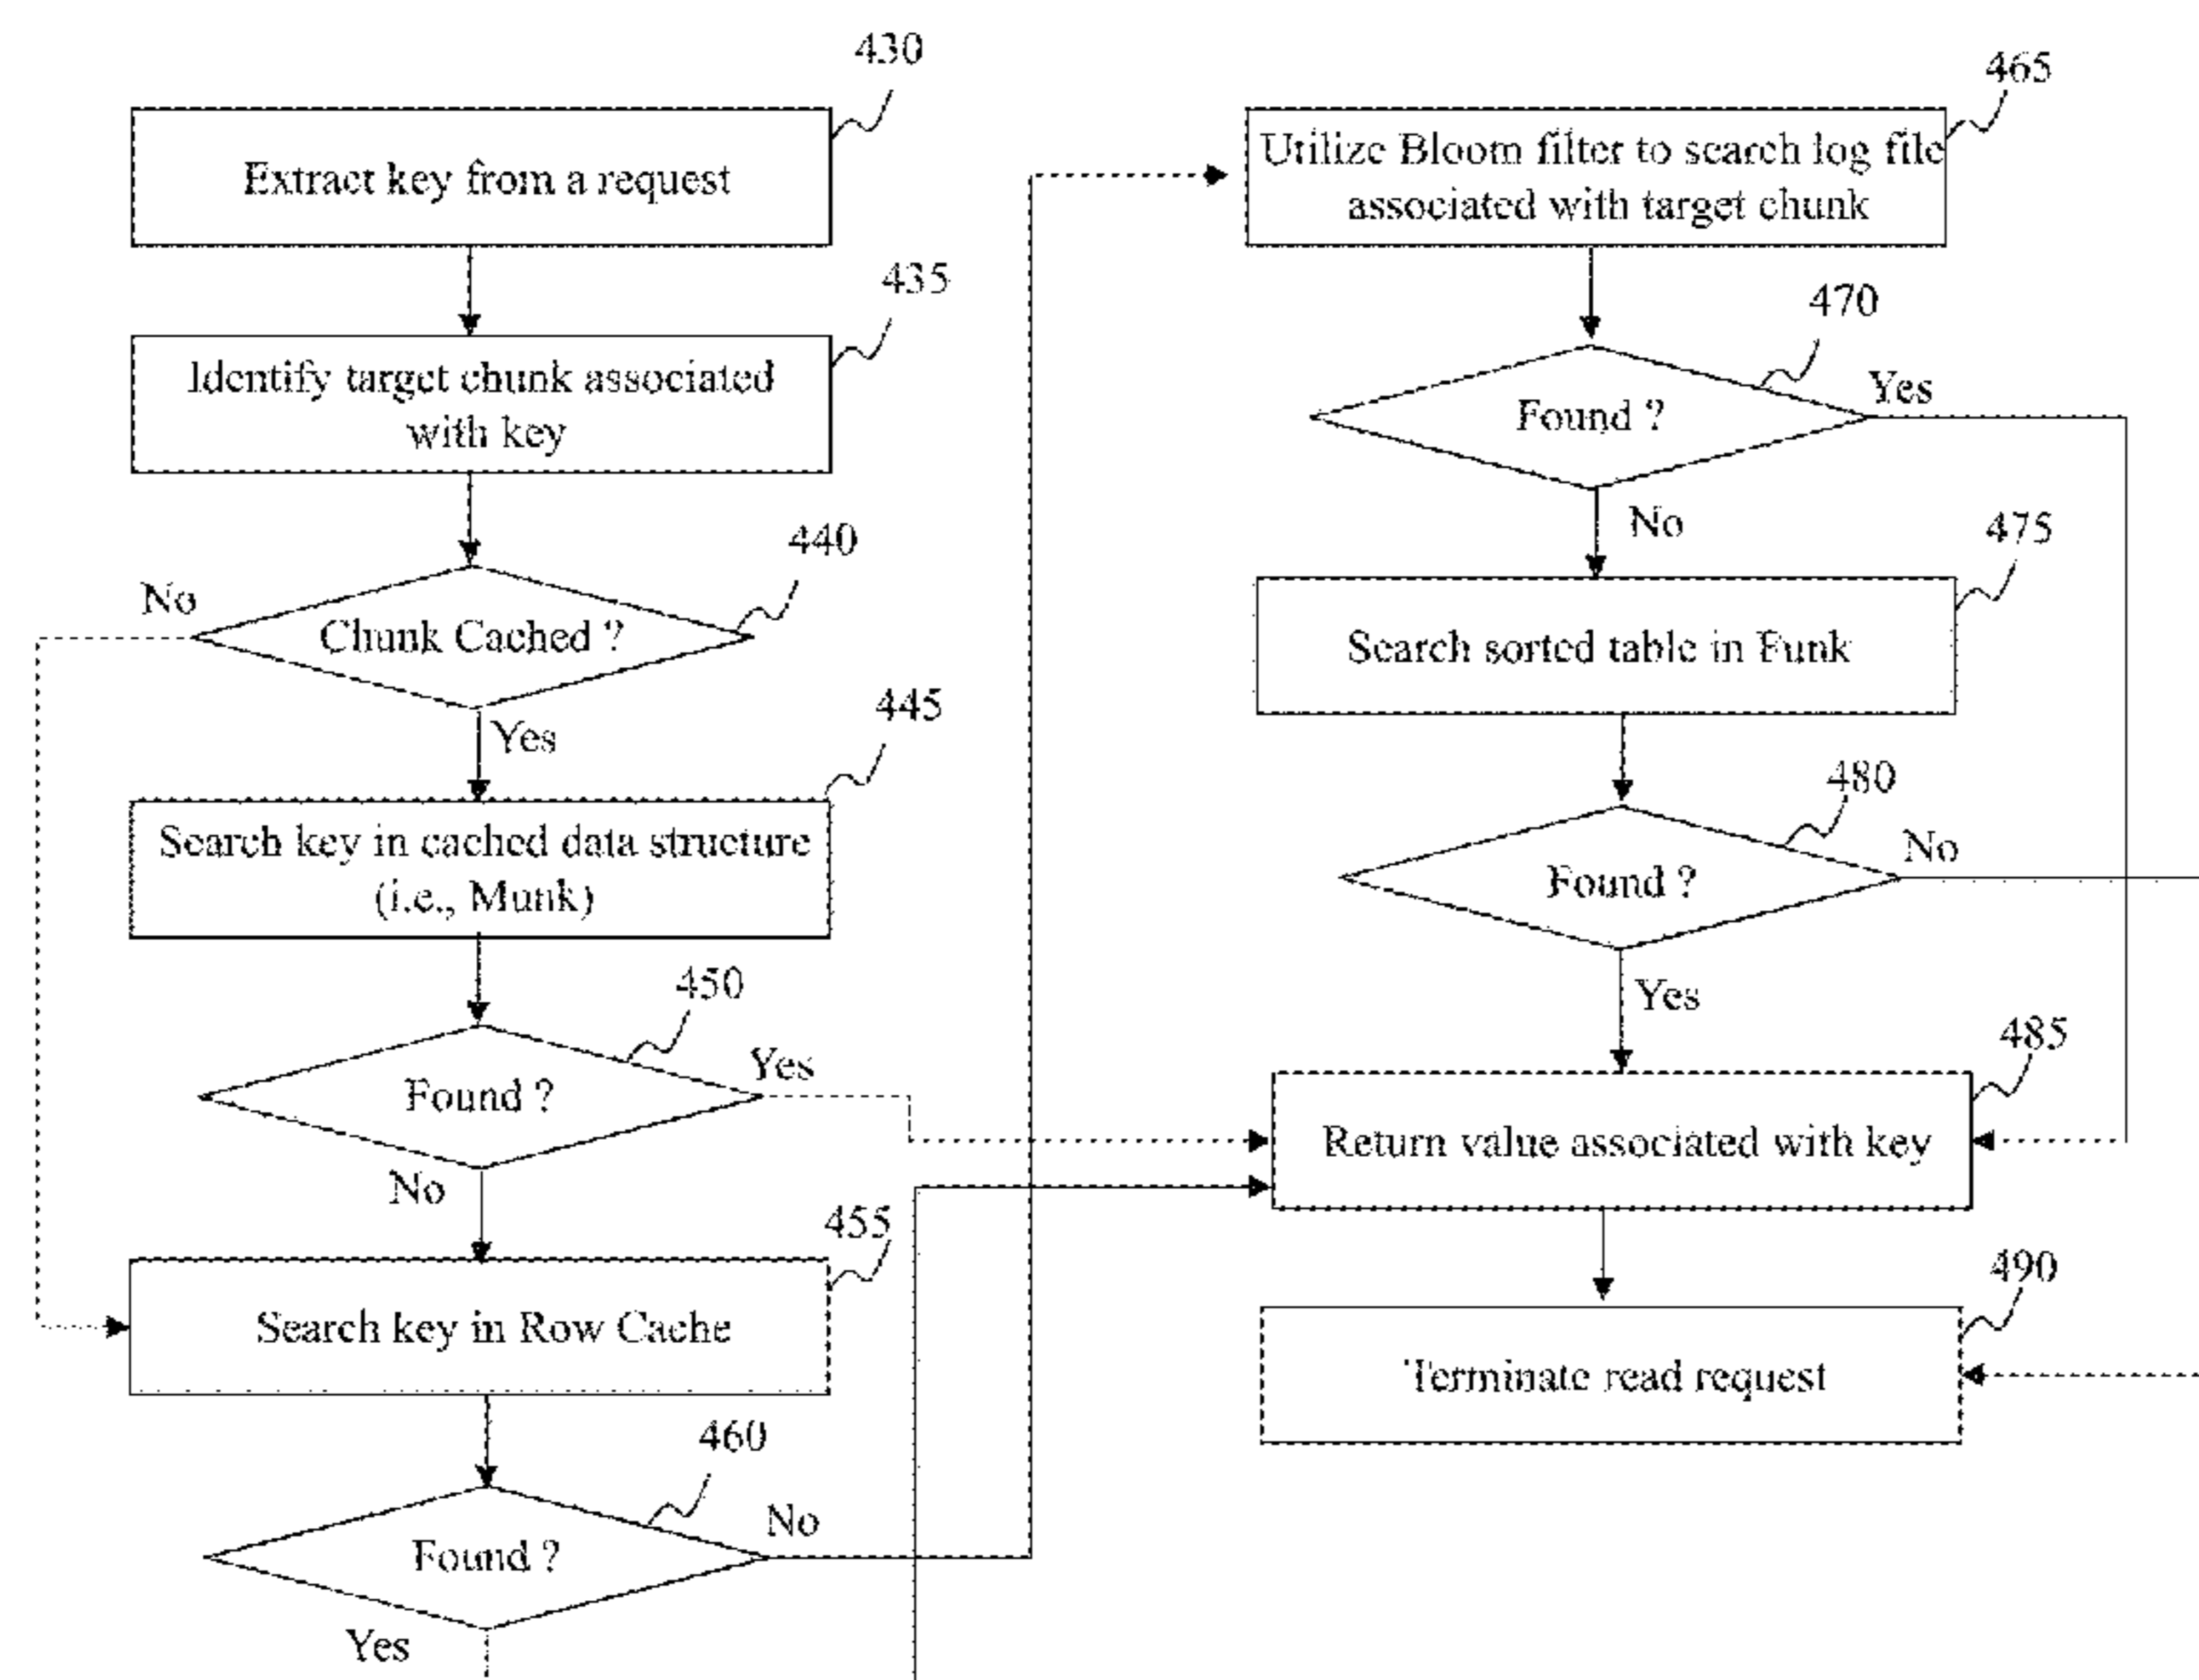 430
Extract key from a request
435
Identify target chunk associated
with key
440
No
Chunk Cached ?
Yes
445
Search key in cached data structure
(i.e., Munk)
450
Yes
Found ?
No
455
Search key in Row Cache
460
No
Found ?
Yes
465
Utilize Bloom filter to search log file
associated with target chunk
470
Yes
Found ?
No
475
Search sorted table in Funk
480
No
Found ?
Yes
485
Return value associated with key
490
Terminate read request